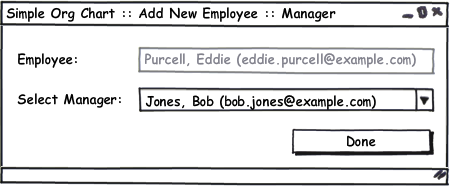 Simple Org Chart :: Add New Employee :: Manager
Employee: Purcell, Eddie (eddie.purcell@example.com)
Select Manager: Jones, Bob (bob.jones@example.com)
Done